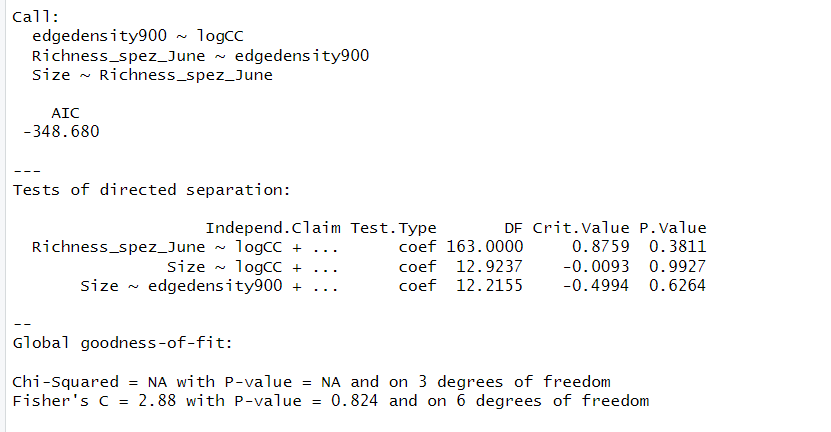 Call:
edgedensity900 ~ logCC
Richness_spez_June ~ edgedensity900
Size ~ Richness_spez_June
AIC
-348.680
---
Tests of directed separation:
Independ.Claim Test.Type DF Crit.Value P.Value
Richness_spez_June ~ logCC + ... coef 163.0000 0.8759 0.3811
Size ~ logCC + ... coef 12.9237 -0.0093 0.9927
Size ~ edgedensity900 + ... coef 12.2155 -0.4994 0.6264
--
Global goodness-of-fit:
Chi-Squared = NA with P-value = NA and on 3 degrees of freedom
Fisher's C = 2.88 with P-value = 0.824 and on 6 degrees of freedom